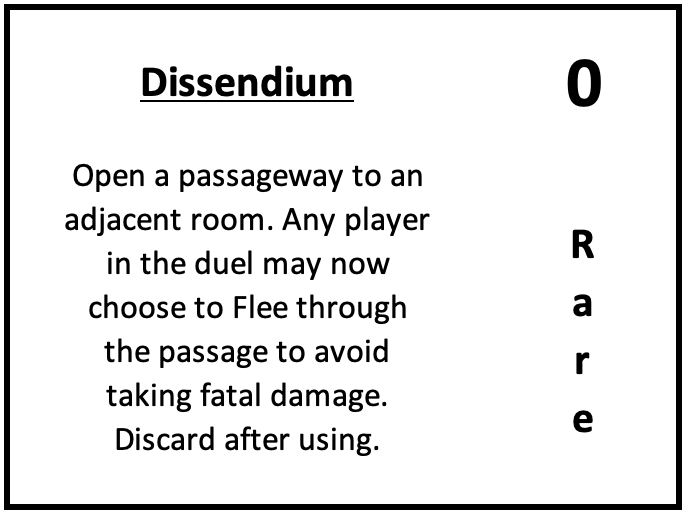 Dissendium
0
Open a passageway to an
adjacent room. Any player
in the duel may now
choose to Flee through
the passage to avoid
taking fatal damage.
Discard after using.
R
a
r
e